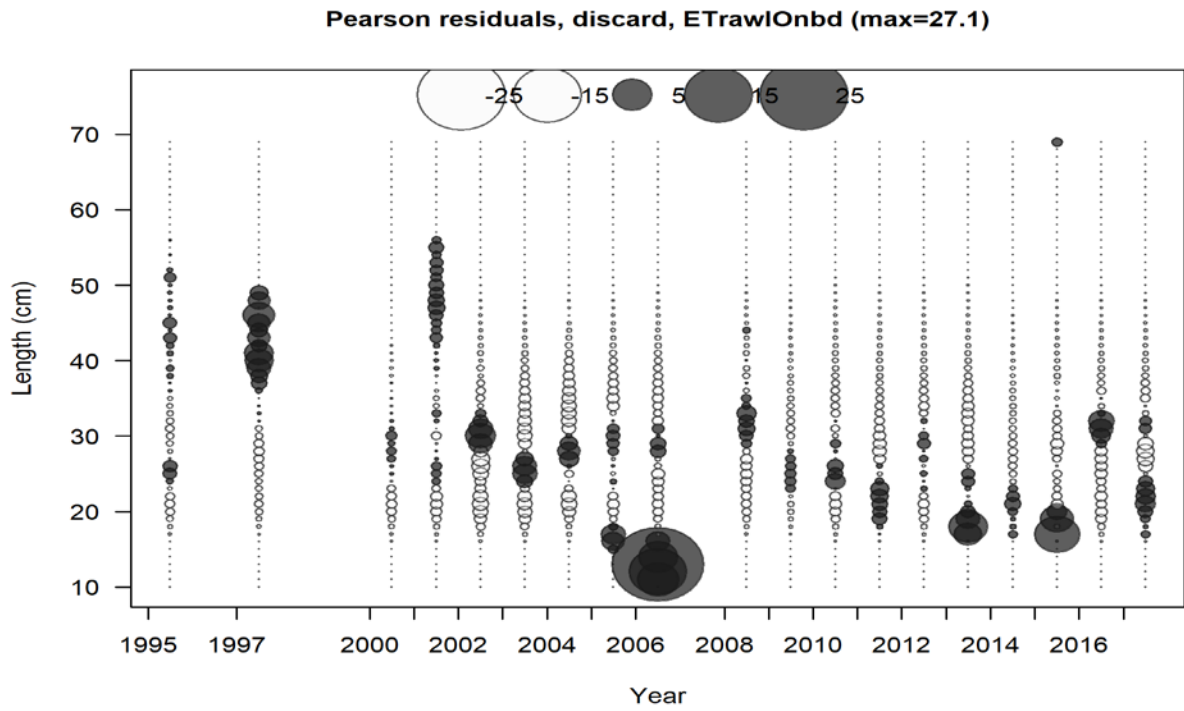 Pearson residuals, discard, ETrawlOnbd (max=27.1)
-25 -15 5 15 25
70
60
50
40
30
20
10
Length (cm)
1995 1997 2000 2002 2004 2006 2008 2010 2012 2014 2016
Year